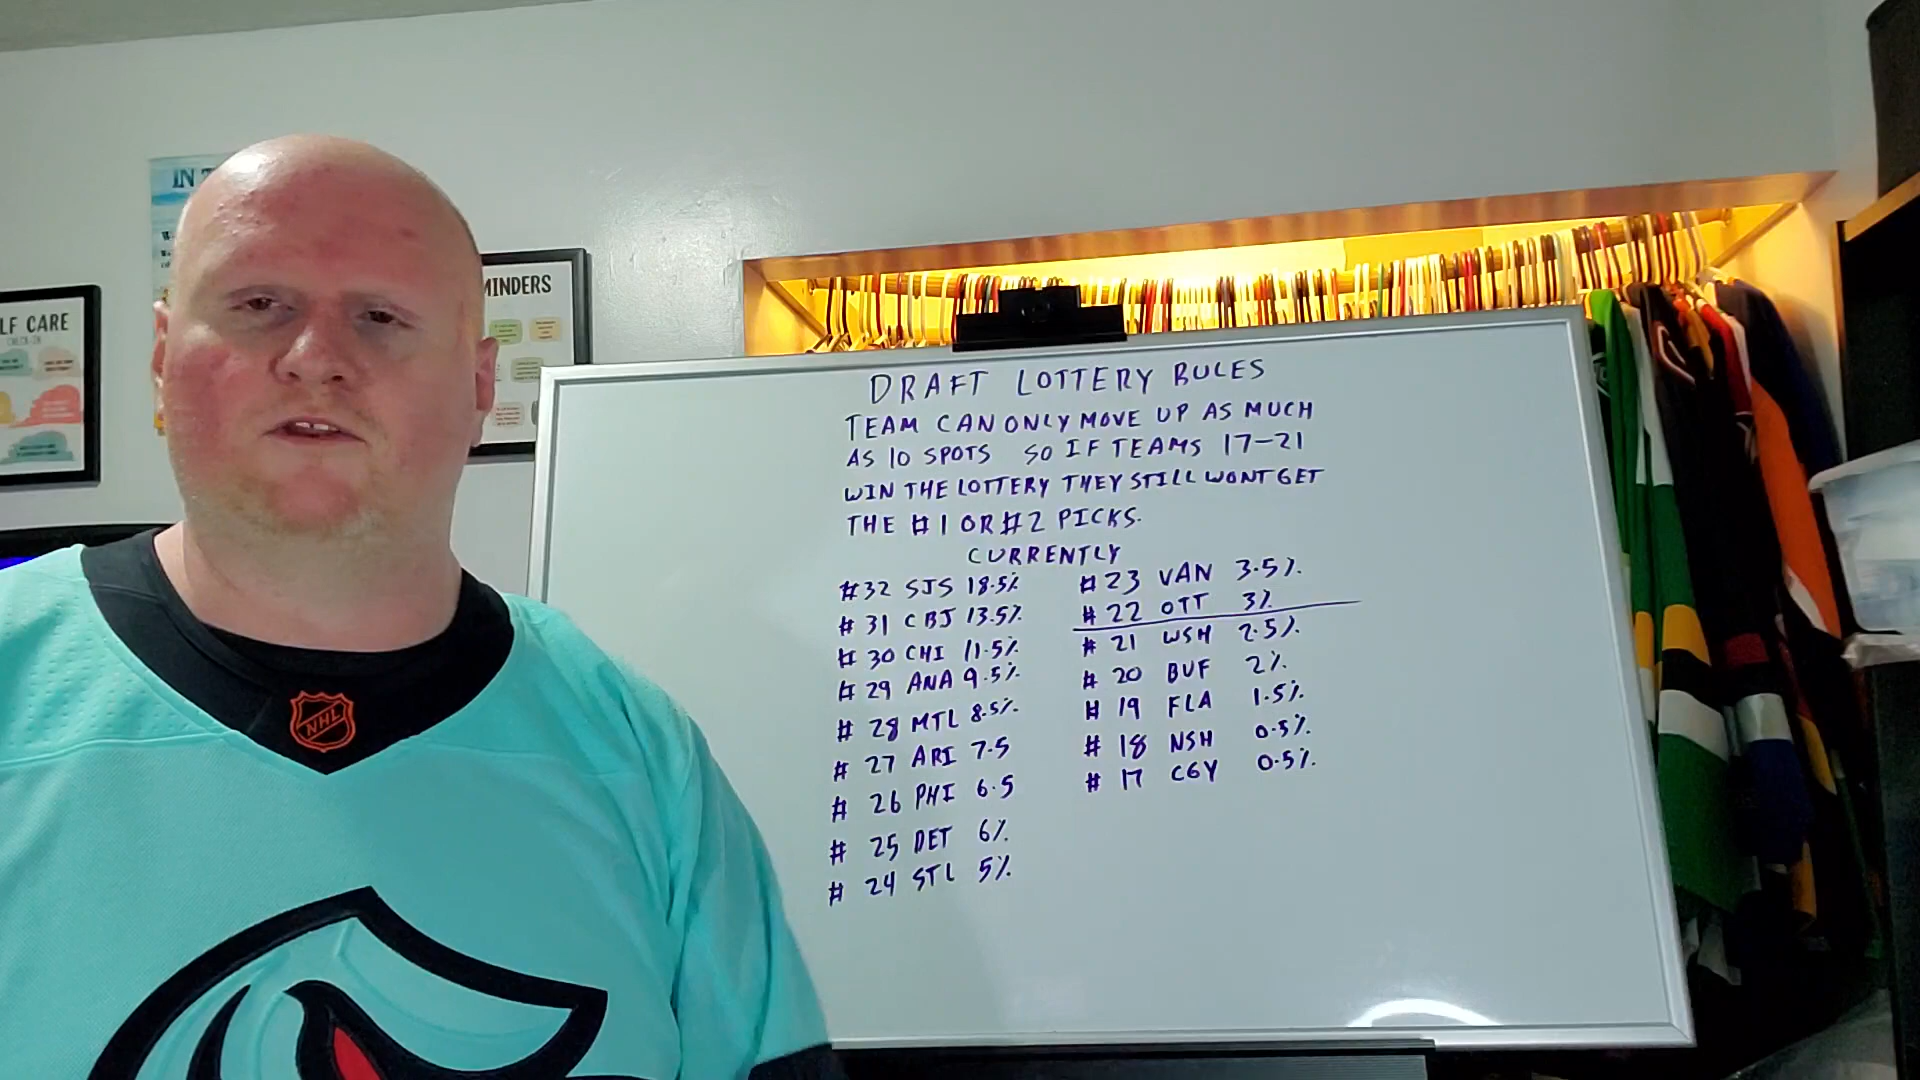 IN T
LF CARE
CHECK-IN
MINDERS
DRAFT LOTTERY RULES
TEAM CAN ONLY MOVE UP AS MUCH
AS 10 SPOTS SO IF TEAMS 17-21
WIN THE LOTTERY THEY STILL WONT GET
THE #1 OR #2 PICKS.
CURRENTLY
#32 SJS 18.5%
#31 CBJ 13.5%
#30 CHI 11.5%
#29 ANA 9.5%
#28 MTL 8.5%
#27 ARI 7.5
#26 PHI 6.5
#25 DET 6%
#24 STL 5%
#23 VAN 3.5%
#22 OTT 3%
#21 WSH 2.5%
#20 BUF 2%
#19 FLA 1.5%
#18 NSH 0.5%
#17 CGY 0.5%
NHL